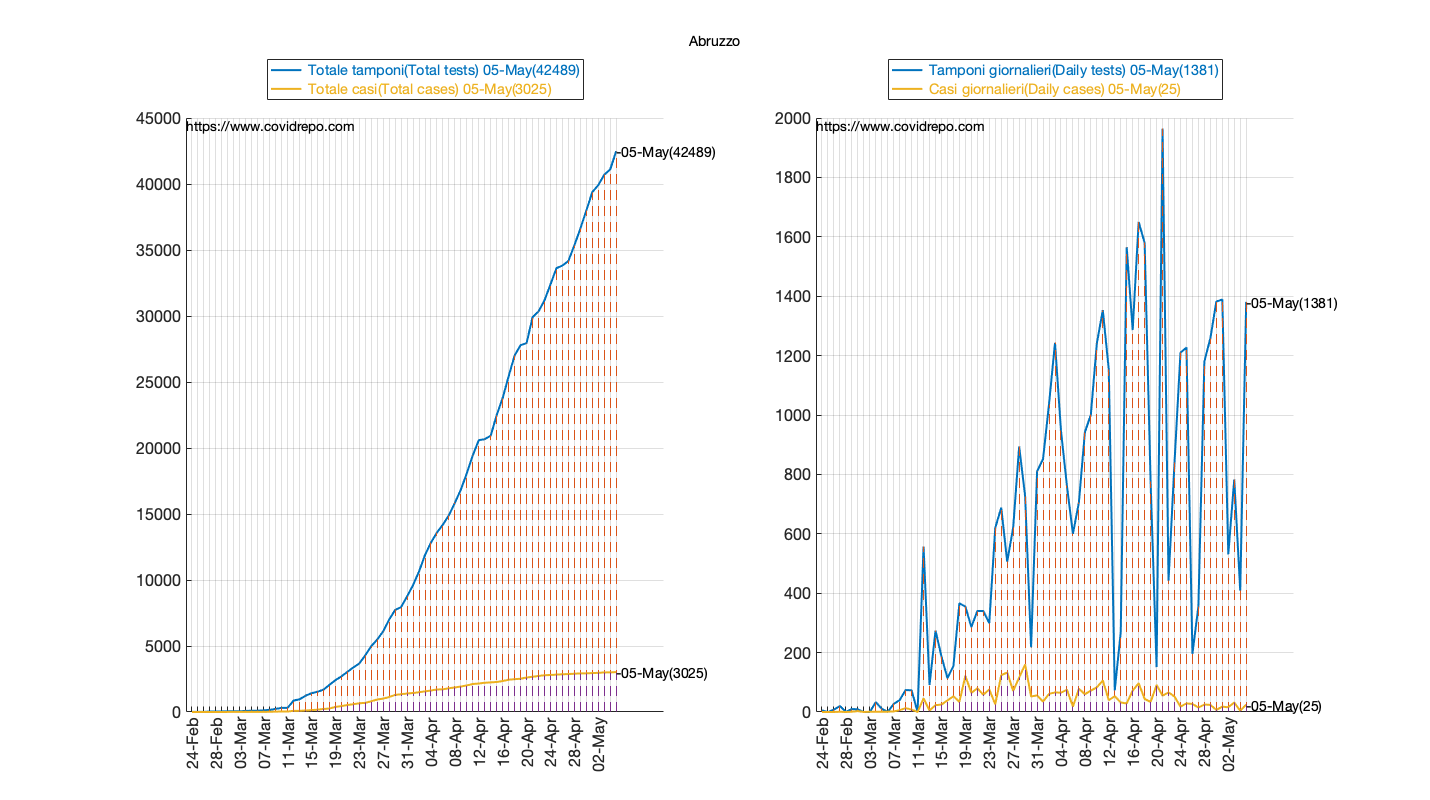 Abruzzo
Totale tamponi(Total tests) 05-May(42489)
Totale casi(Total cases) 05-May(3025)
45000
40000
35000
30000
25000
20000
15000
10000
5000
0
https://www.covidrepo.com
05-May(42489)
05-May(3025)
24-Feb
28-Feb
03-Mar
07-Mar
11-Mar
15-Mar
19-Mar
23-Mar
27-Mar
31-Mar
04-Apr
08-Apr
12-Apr
16-Apr
20-Apr
24-Apr
28-Apr
02-May
Tamponi giornalieri(Daily tests) 05-May(1381)
Casi giornalieri(Daily cases) 05-May(25)
2000
1800
1600
1400
1200
1000
800
600
400
200
0
https://www.covidrepo.com
05-May(1381)
05-May(25)
24-Feb
28-Feb
03-Mar
07-Mar
11-Mar
15-Mar
19-Mar
23-Mar
27-Mar
31-Mar
04-Apr
08-Apr
12-Apr
16-Apr
20-Apr
24-Apr
28-Apr
02-May